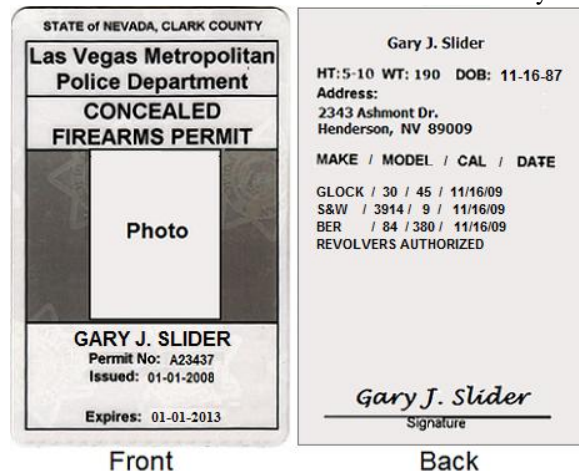 STATE of NEVADA, CLARK COUNTY
Las Vegas Metropolitan
Police Department
CONCEALED
FIREARMS PERMIT
Photo
GARY J. SLIDER
Permit No: A23437
Issued: 01-01-2008
Expires: 01-01-2013
Front
Gary J. Slider
HT:5-10 WT: 190 DOB: 11-16-87
Address:
2343 Ashmont Dr.
Henderson, NV 89009
MAKE / MODEL / CAL / DATE
GLOCK / 30 / 45 / 11/16/09
S&W / 3914 / 9 / 11/16/09
BER / 84 / 380 / 11/16/09
REVOLVERS AUTHORIZED
Gary J. Slider
Signature
Back